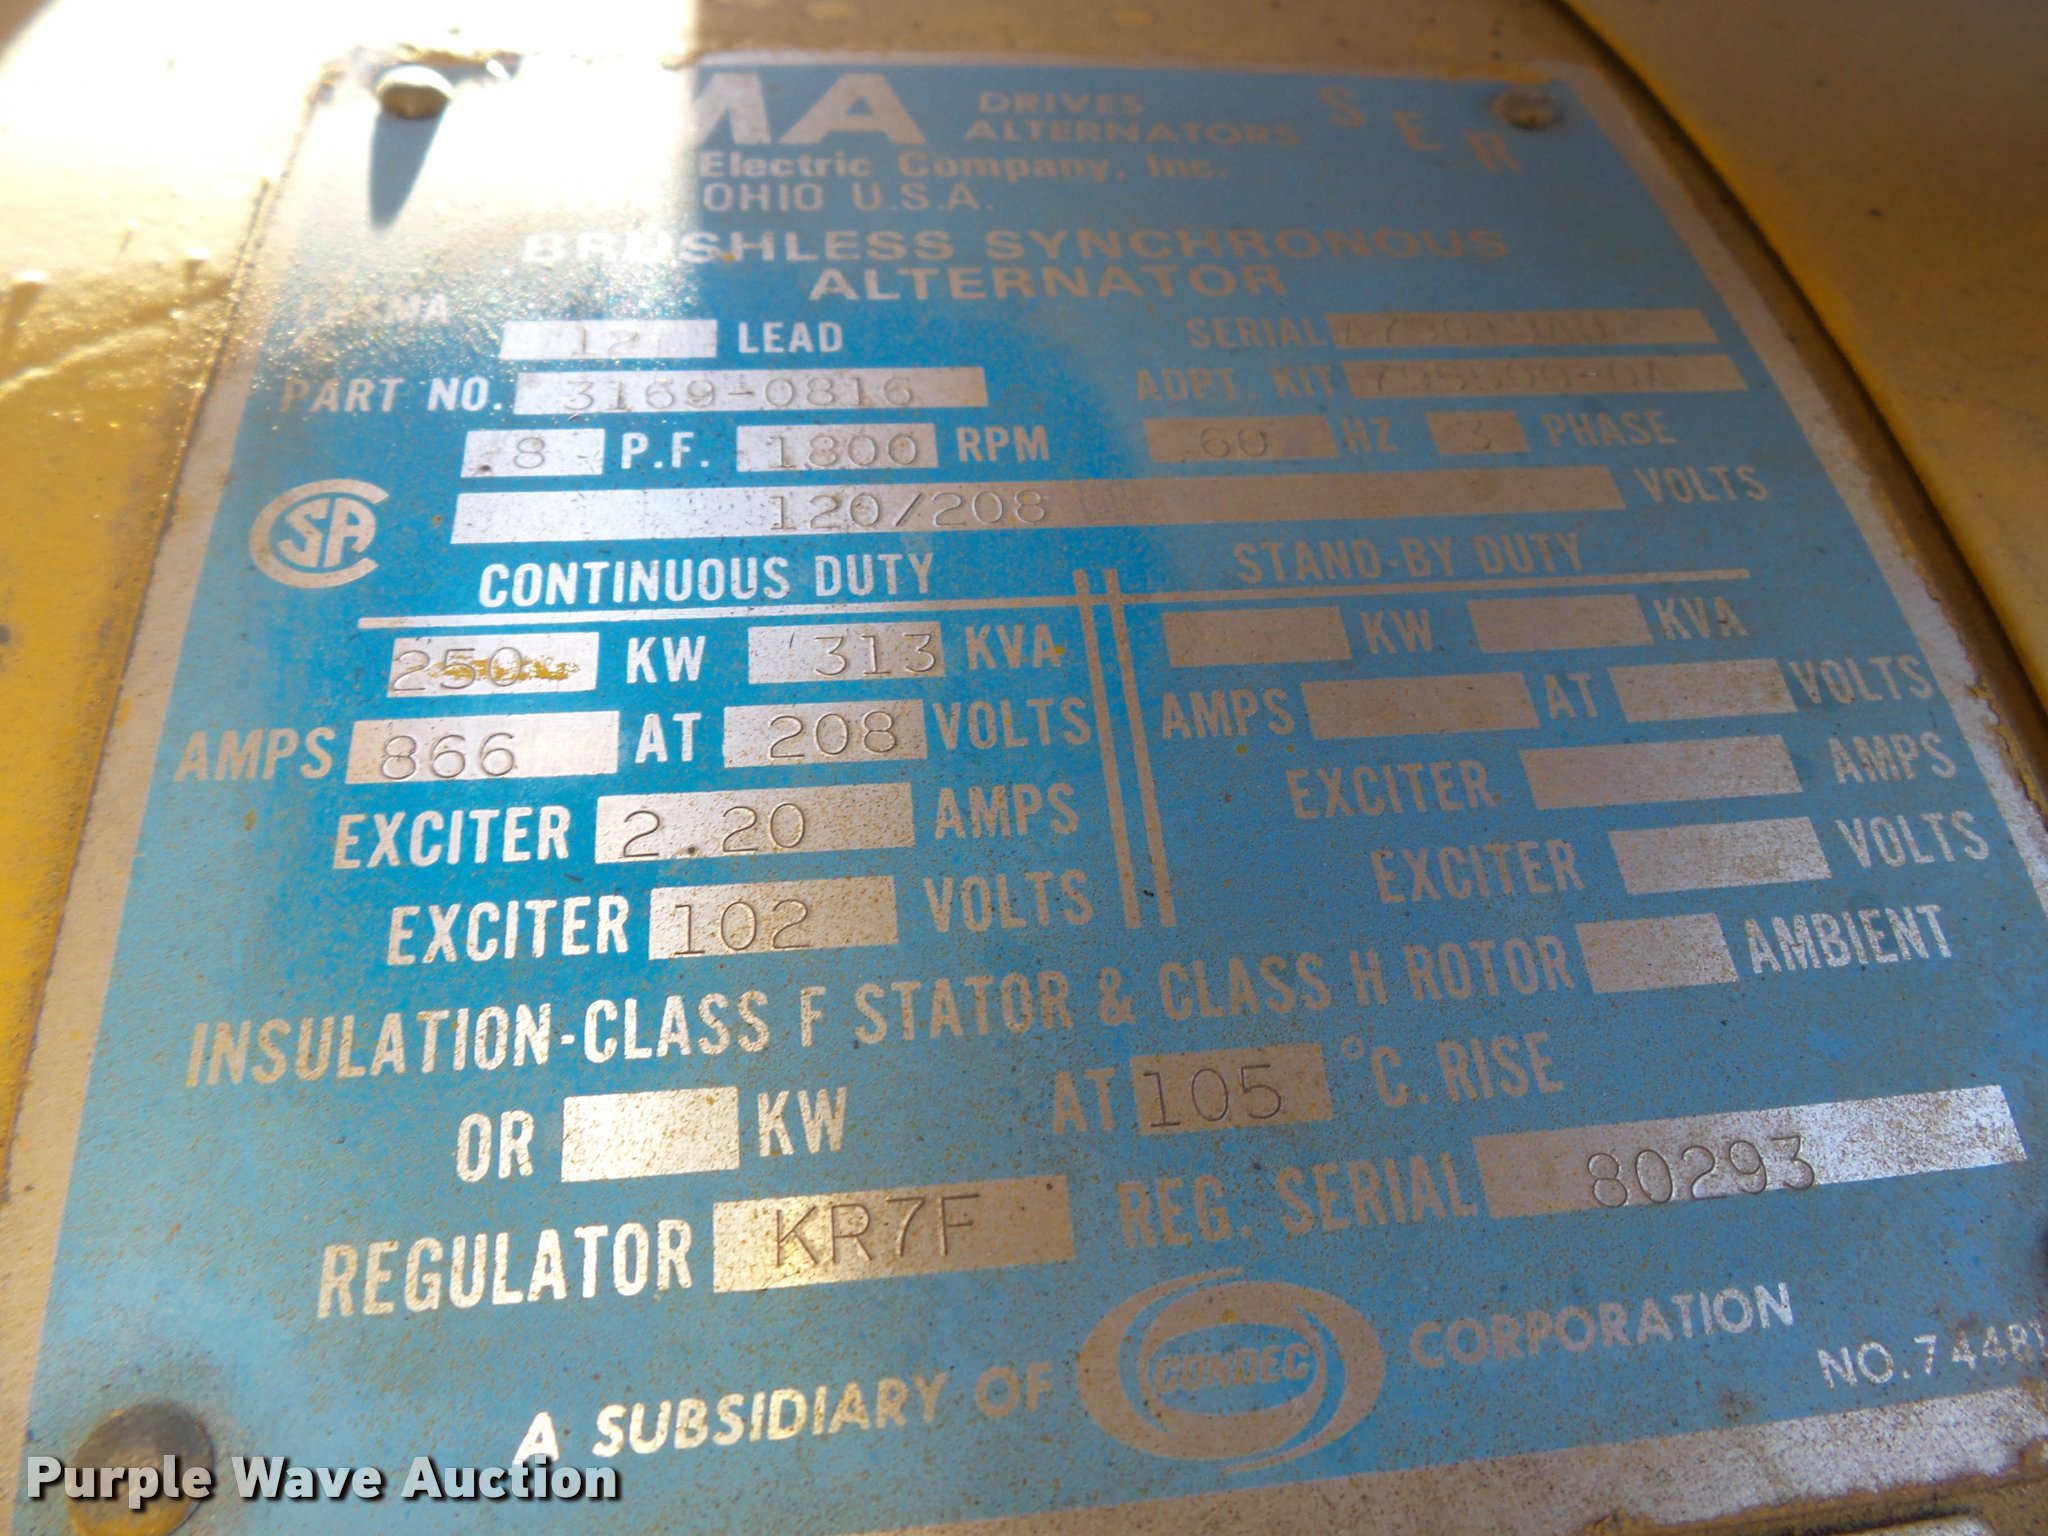 MA DRIVES
ALTERNATORS
S E R
Electric Company, Inc.
OHIO U.S.A.
BRUSHLESS SYNCHRONOUS
ALTERNATOR
12 LEAD SERIAL
PART NO. 3169-0816 ADPT. KIT
.8 P.F. 1800 RPM 60 HZ 3 PHASE
120/208 VOLTS
CSA
CONTINUOUS DUTY STAND-BY DUTY
250 KW 313 KVA KW KVA
AMPS 866 AT 208 VOLTS AMPS AT VOLTS
EXCITER 2.20 AMPS EXCITER AMPS
EXCITER 102 VOLTS EXCITER VOLTS
INSULATION-CLASS F STATOR & CLASS H ROTOR AMBIENT
OR KW AT 105 °C. RISE
REGULATOR KR7F REG. SERIAL 80293
A SUBSIDIARY OF CONDEC CORPORATION
NO. 7448
Purple Wave Auction